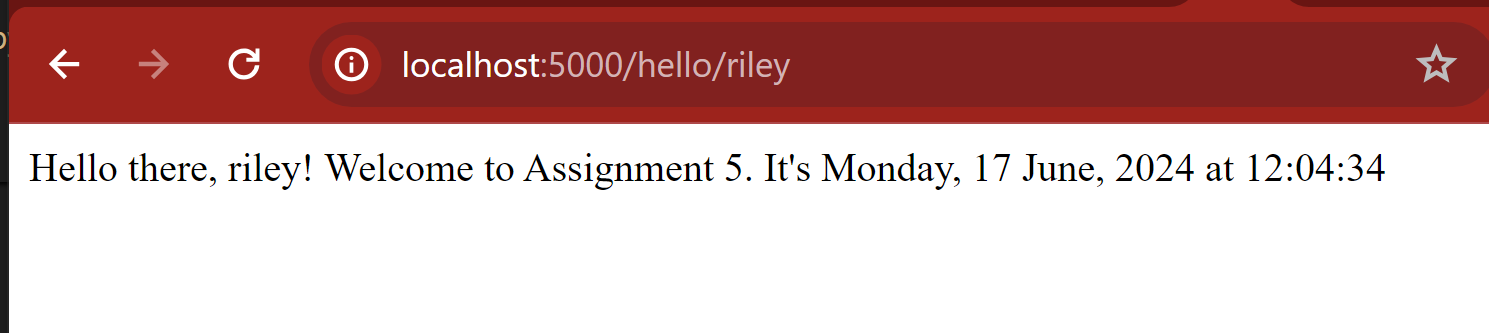 localhost:5000/hello/riley
Hello there, riley! Welcome to Assignment 5. It's Monday, 17 June, 2024 at 12:04:34